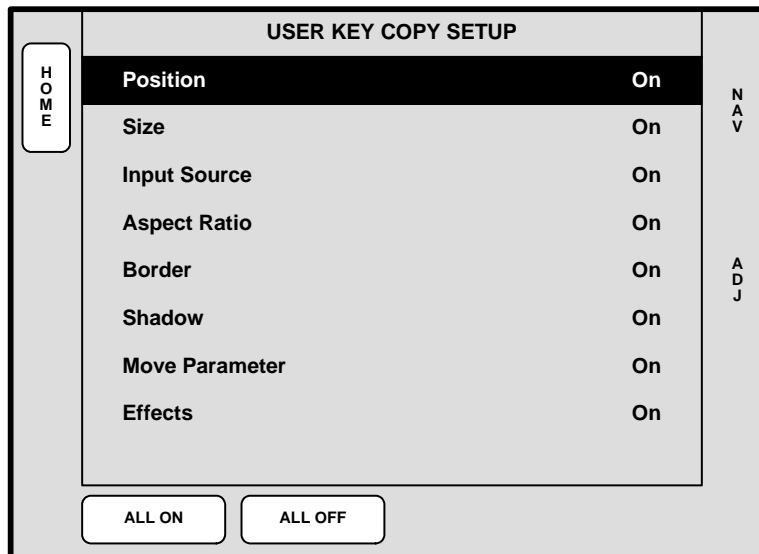 USER KEY COPY SETUP
HOME
Position On
Size On
Input Source On
Aspect Ratio On
Border On
Shadow On
Move Parameter On
Effects On
NAV
ADJ
ALL ON ALL OFF